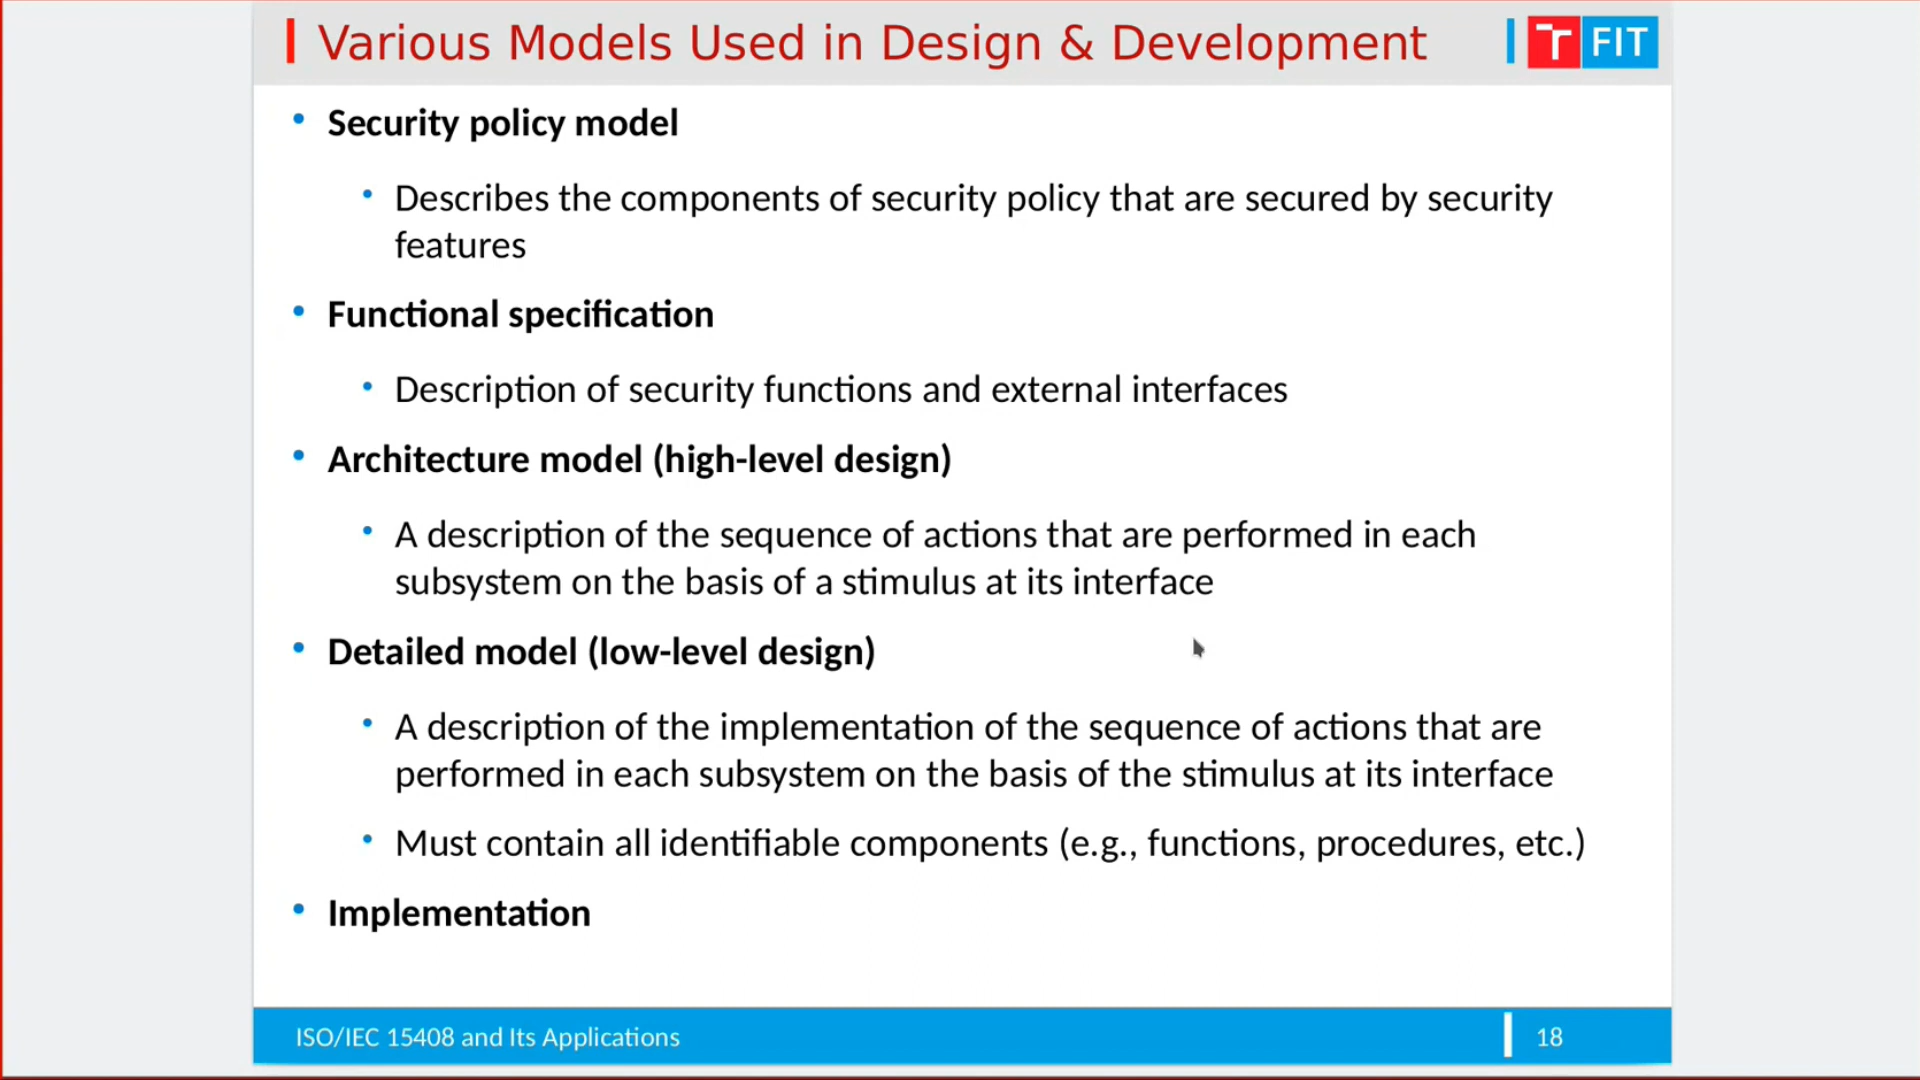 Various Models Used in Design & Development
T FIT
Security policy model
Describes the components of security policy that are secured by security
features
Functional specification
Description of security functions and external interfaces
Architecture model (high-level design)
A description of the sequence of actions that are performed in each
subsystem on the basis of a stimulus at its interface
Detailed model (low-level design)
A description of the implementation of the sequence of actions that are
performed in each subsystem on the basis of the stimulus at its interface
Must contain all identifiable components (e.g., functions, procedures, etc.)
Implementation
ISO/IEC 15408 and Its Applications
18